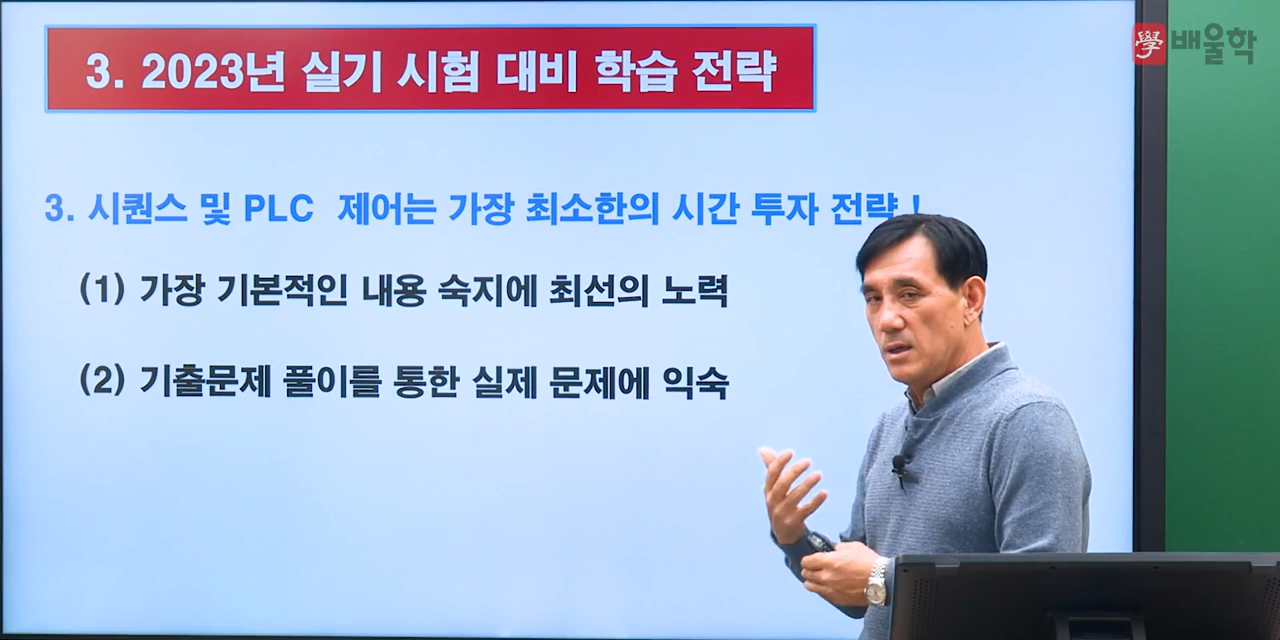 學 배울학
3. 2023년 실기 시험 대비 학습 전략
3. 시퀀스 및 PLC 제어는 가장 최소한의 시간 투자 전략 !
(1) 가장 기본적인 내용 숙지에 최선의 노력
(2) 기출문제 풀이를 통한 실제 문제에 익숙